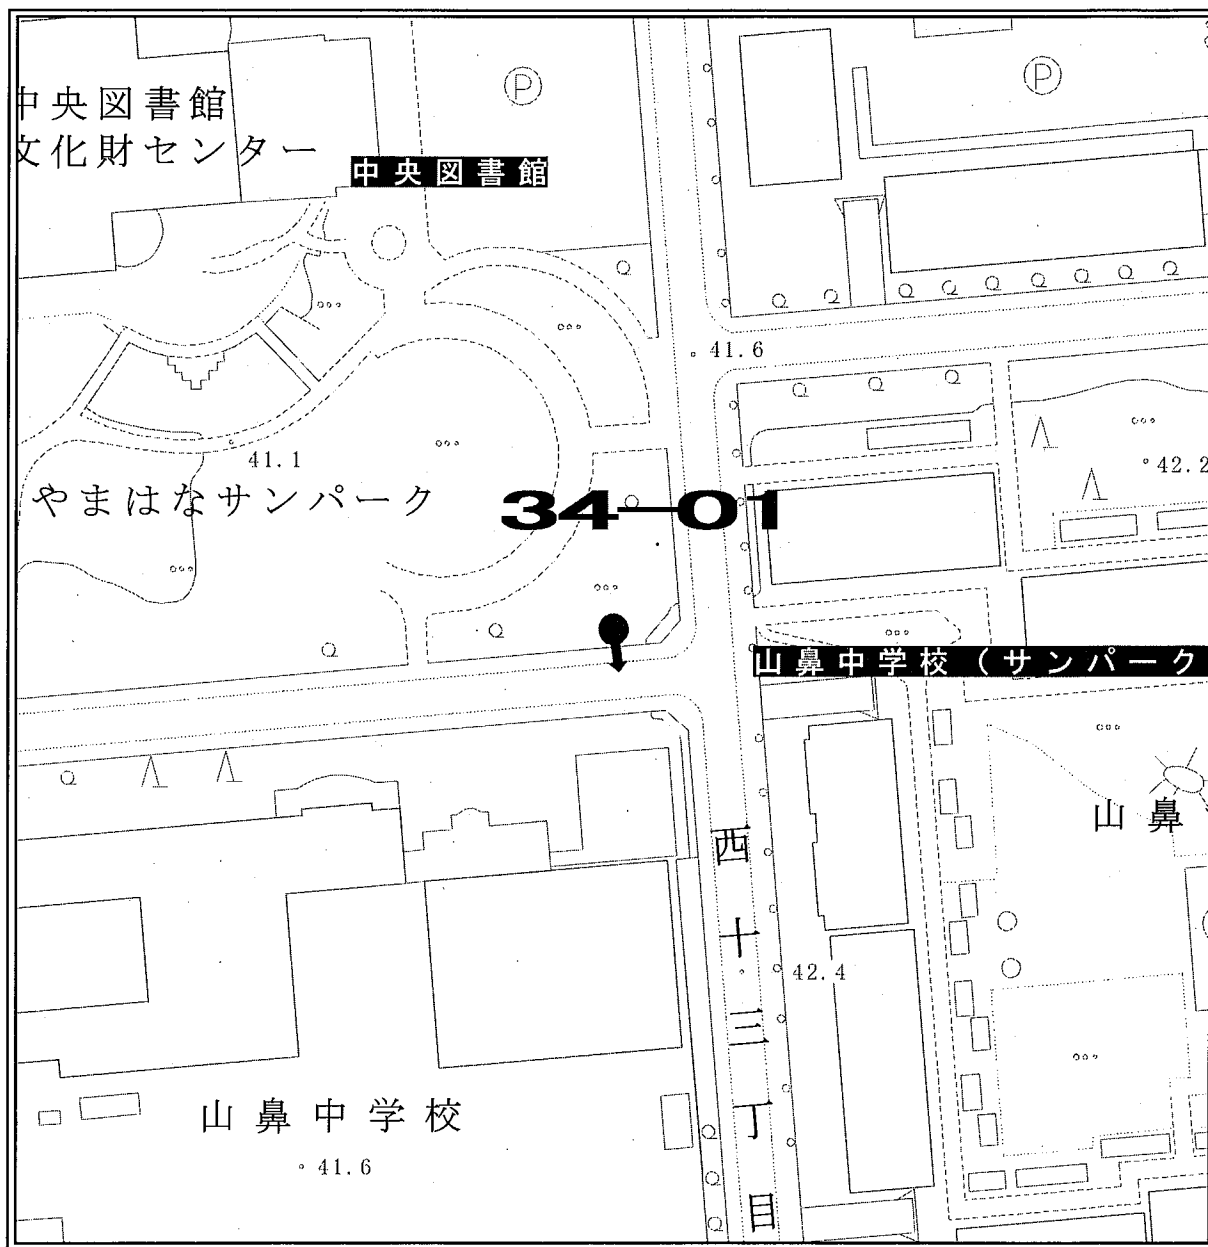 Ⓟ
Ⓟ
中央図書館
文化財センター
中央図書館
41.6
41.1
42.2
やまはなサンパーク
34-01
山鼻中学校（サンパーク
山鼻
西十三丁目
42.4
山鼻中学校
41.6